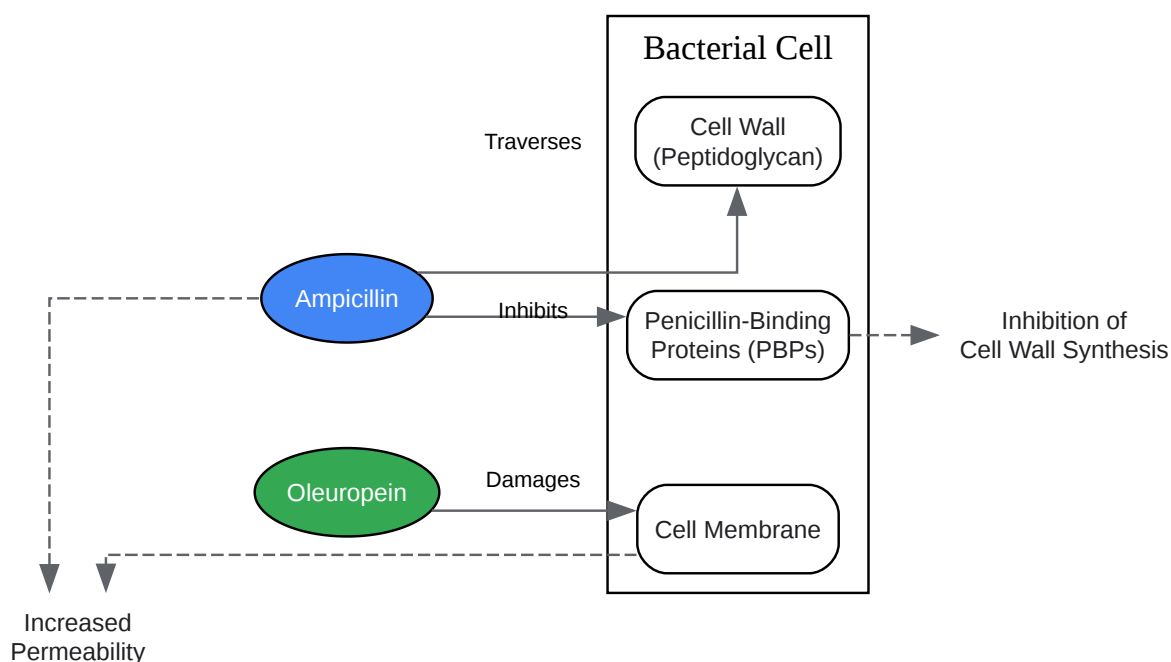 Bacterial Cell
Cell Wall
(Peptidoglycan)
Traverses
Ampicillin
Inhibits
Penicillin-Binding
Proteins (PBPs)
Inhibition of
Cell Wall Synthesis
Oleuropein
Damages
Cell Membrane
Increased
Permeability